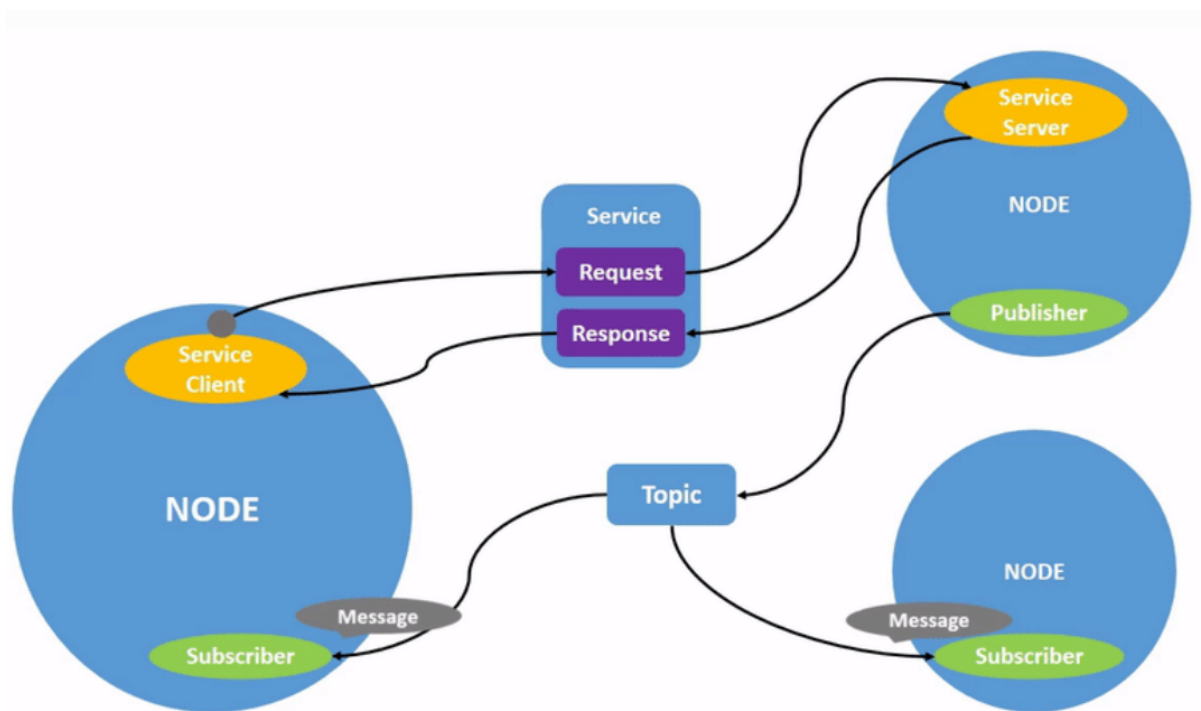 Service
Server
NODE
Publisher
Service
Request
Response
Service
Client
NODE
Message
Subscriber
Topic
NODE
Message
Subscriber